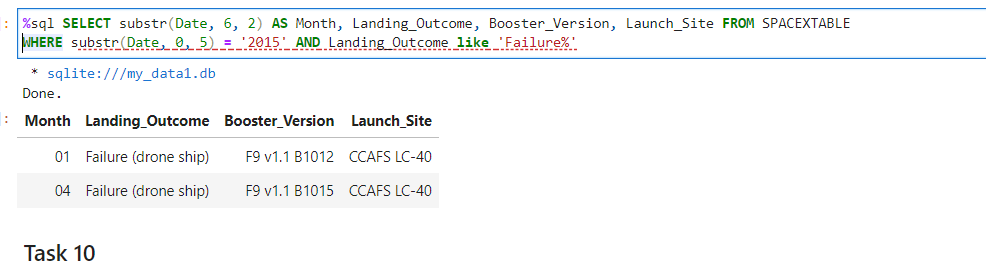 : %sql SELECT substr(Date, 6, 2) AS Month, Landing_Outcome, Booster_Version, Launch_Site FROM SPACEXTABLE
WHERE substr(Date, 0, 5) = '2015' AND Landing_Outcome like 'Failure%'
* sqlite:///my_data1.db
Done.
: Month Landing_Outcome Booster_Version Launch_Site
01 Failure (drone ship) F9 v1.1 B1012 CCAFS LC-40
04 Failure (drone ship) F9 v1.1 B1015 CCAFS LC-40
Task 10